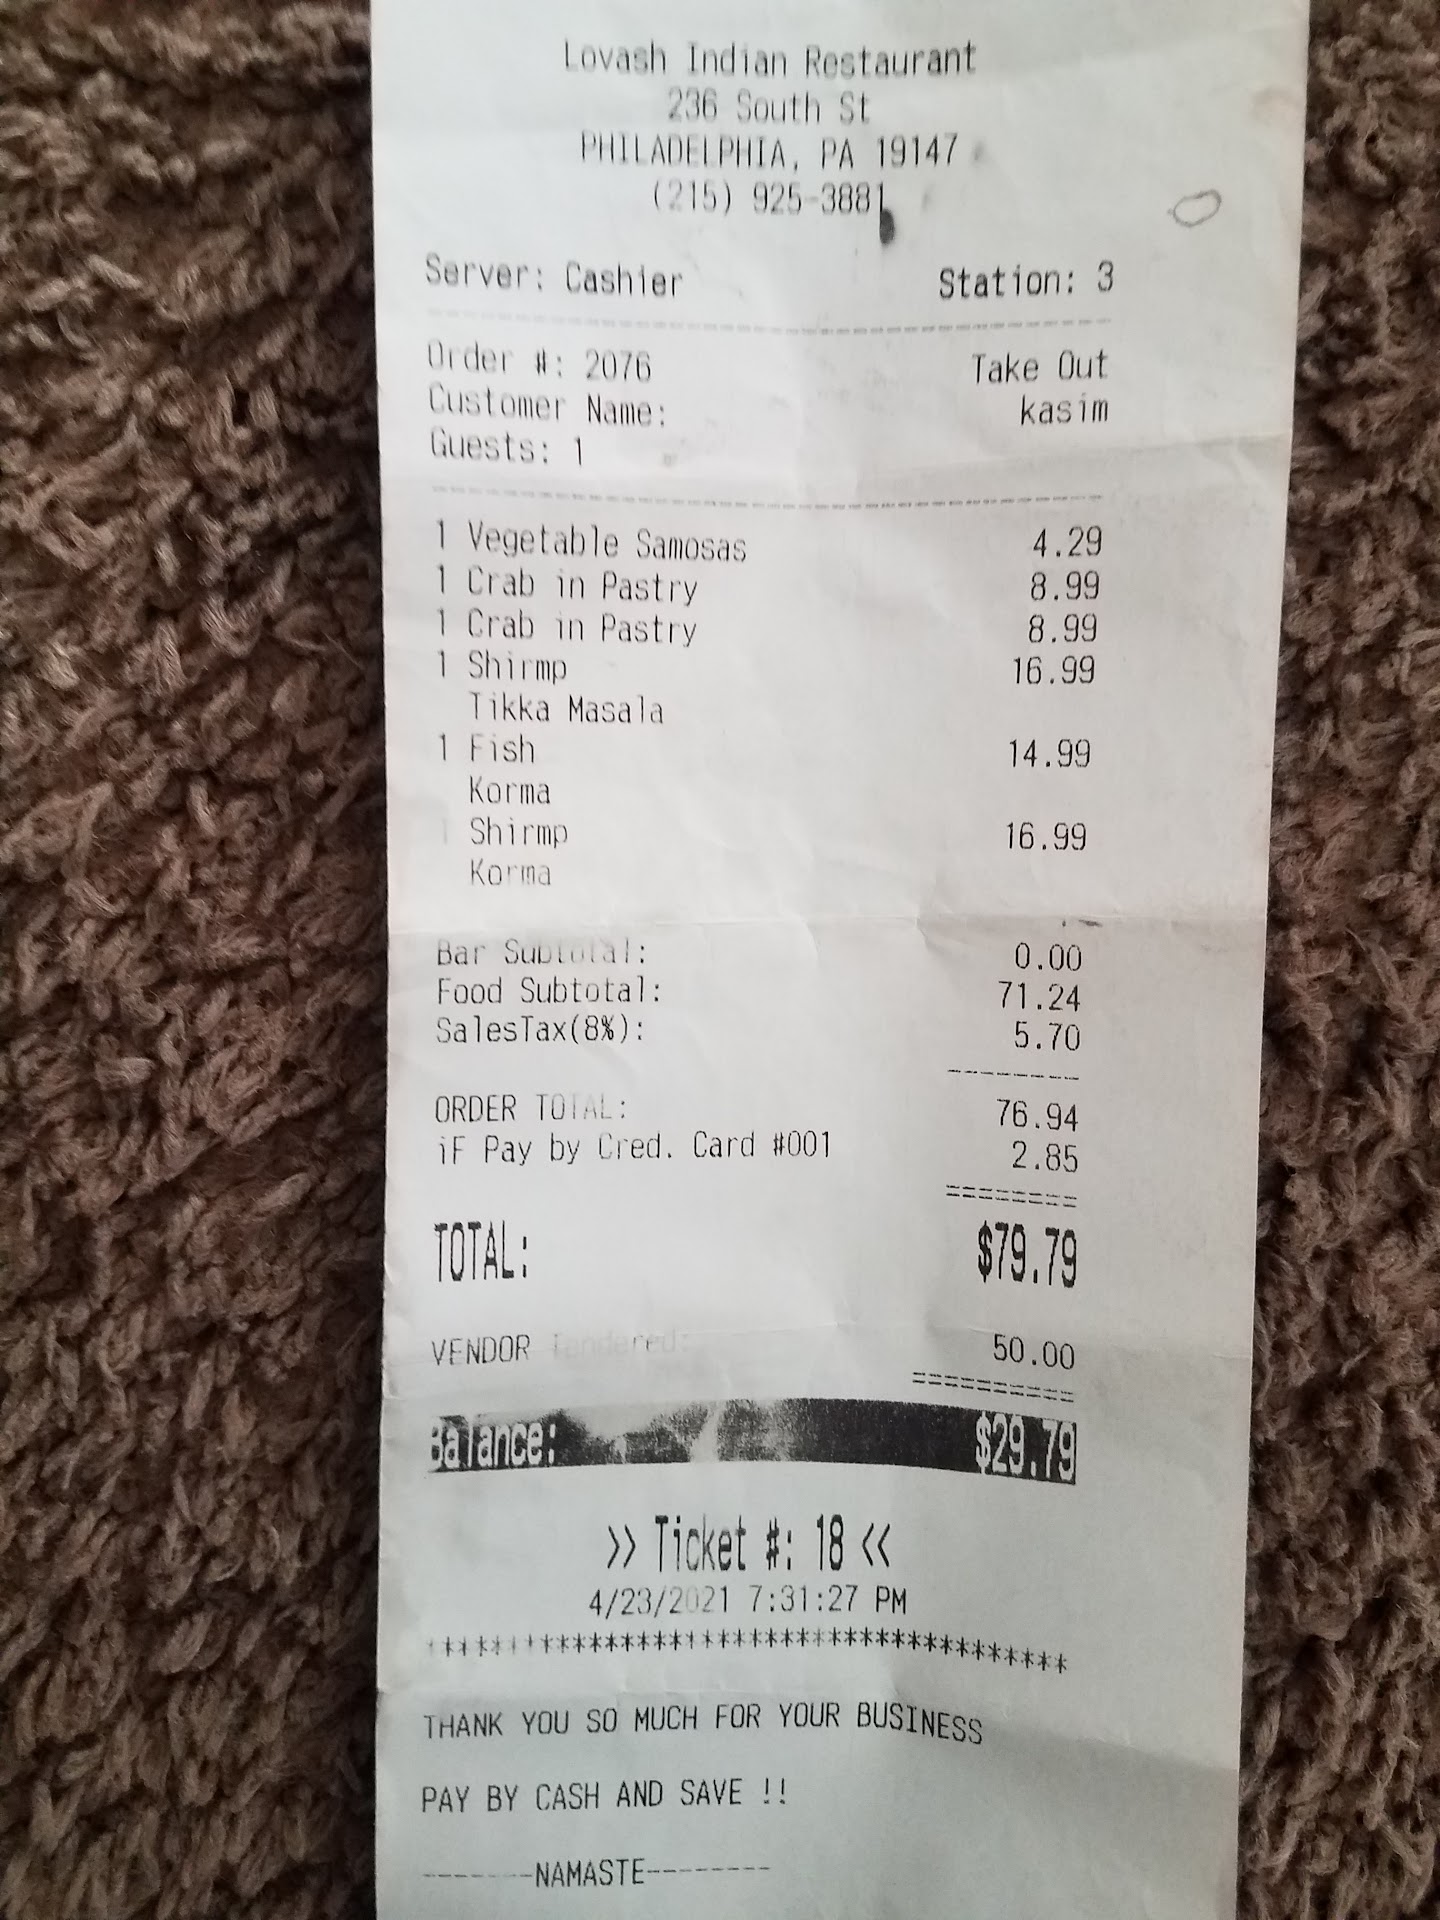 Lovash Indian Restaurant
236 South St
PHILADELPHIA, PA 19147
(215) 925-3881
Server: Cashier Station: 3
Order #: 2076 Take Out
Customer Name: kasim
Guests: 1
1 Vegetable Samosas 4.29
1 Crab in Pastry 8.99
1 Crab in Pastry 8.99
1 Shirmp 16.99
Tikka Masala
1 Fish 14.99
Korma
1 Shirmp 16.99
Korma
Bar Subtotal: 0.00
Food Subtotal: 71.24
SalesTax(8%): 5.70
ORDER TOTAL: 76.94
iF Pay by Cred. Card #001 2.85
========
TOTAL: $79.79
VENDOR Tendered: 50.00
==========
Balance: $29.79
>> Ticket #: 18 <<
4/23/2021 7:31:27 PM
****************************************
THANK YOU SO MUCH FOR YOUR BUSINESS
PAY BY CASH AND SAVE !!
-------NAMASTE--------